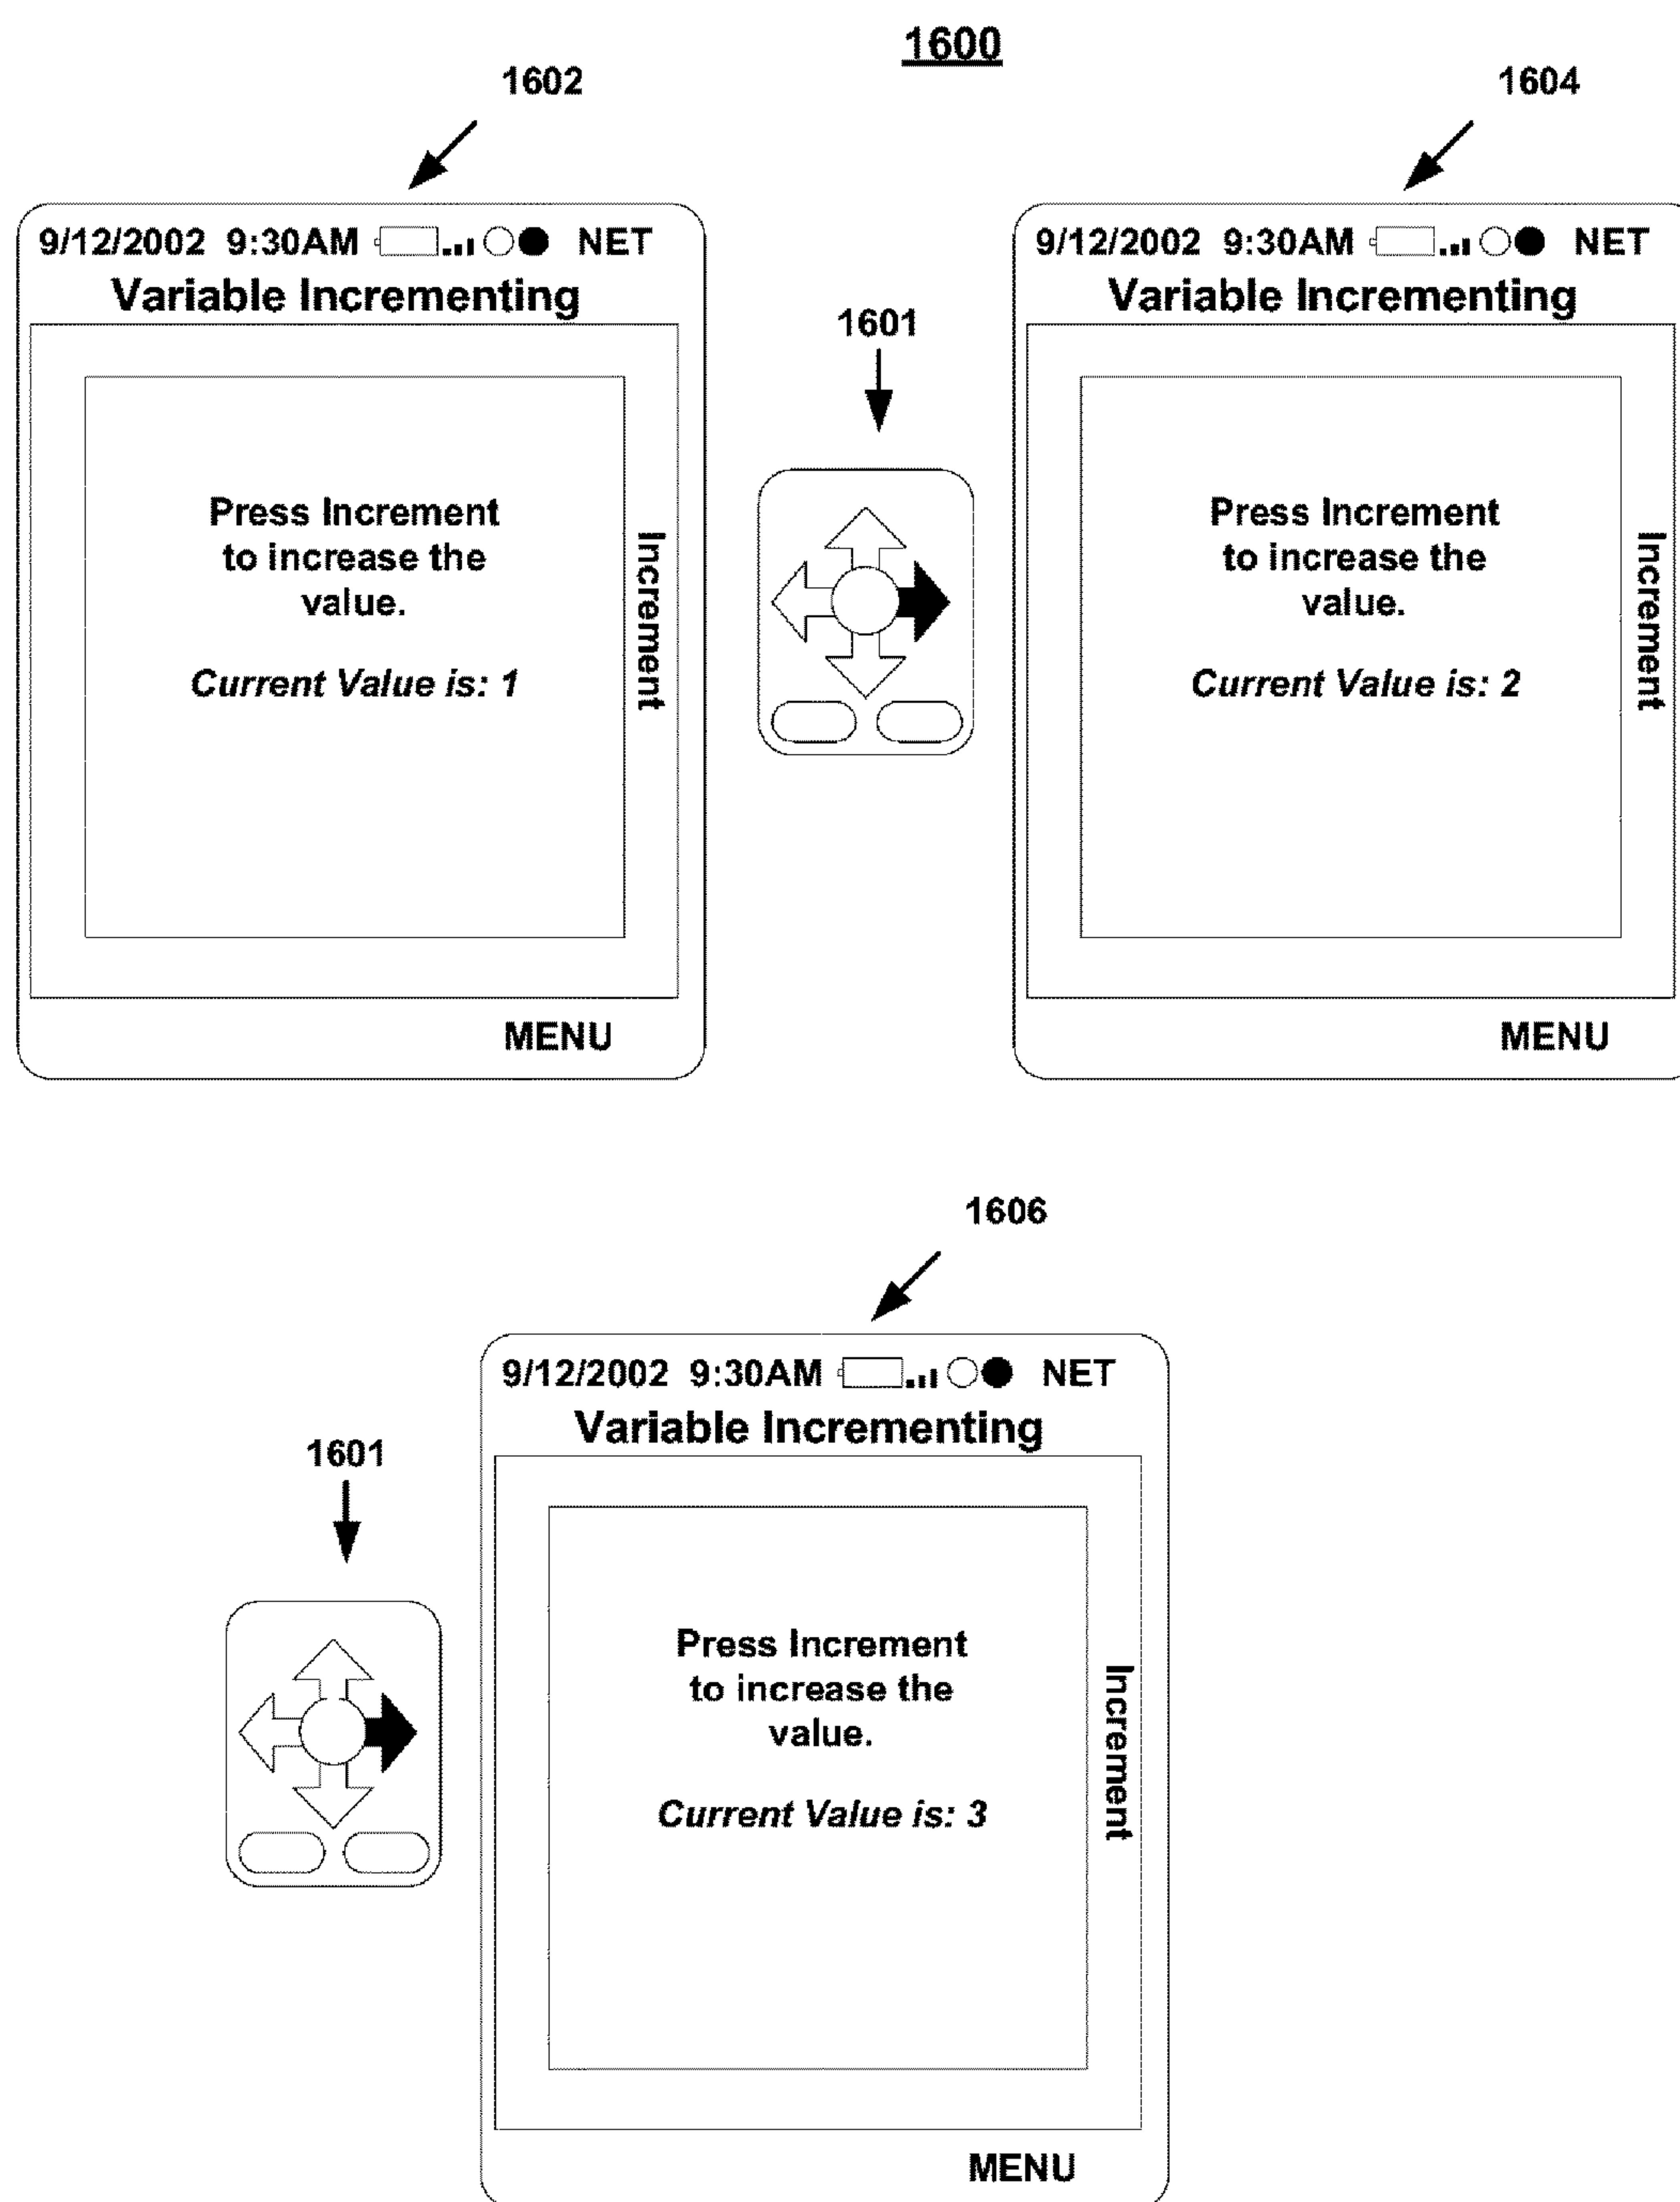 1600
1602
1604
9/12/2002 9:30AM NET
Variable Incrementing
Press Increment
to increase the
value.
Current Value is: 1
Increment
MENU
1601
9/12/2002 9:30AM NET
Variable Incrementing
Press Increment
to increase the
value.
Current Value is: 2
Increment
MENU
1606
1601
9/12/2002 9:30AM NET
Variable Incrementing
Press Increment
to increase the
value.
Current Value is: 3
Increment
MENU